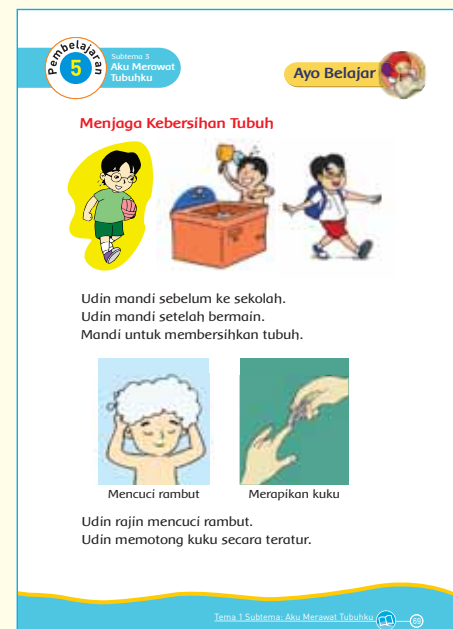 Pembelajaran
5
Subtema 3
Aku Merawat
Tubuhku
Ayo Belajar
Menjaga Kebersihan Tubuh
Udin mandi sebelum ke sekolah.
Udin mandi setelah bermain.
Mandi untuk membersihkan tubuh.
Mencuci rambut
Merapikan kuku
Udin rajin mencuci rambut.
Udin memotong kuku secara teratur.
Tema 1 Subtema: Aku Merawat Tubuhku